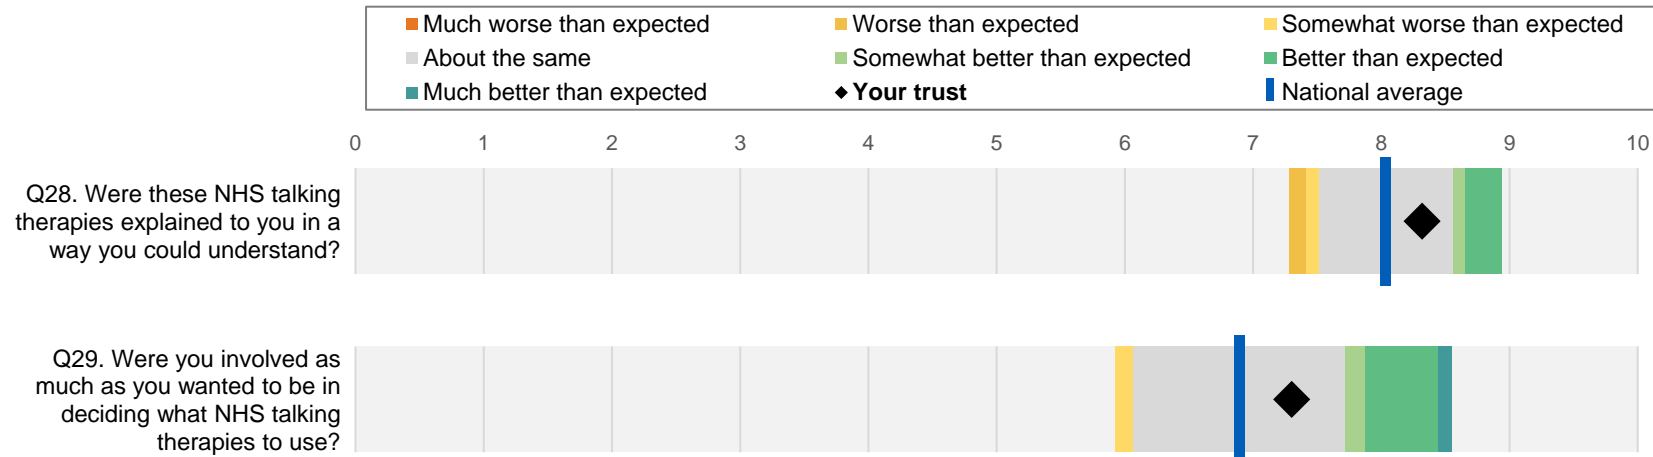 Much worse than expected
Worse than expected
Somewhat worse than expected
About the same
Somewhat better than expected
Better than expected
Much better than expected
Your trust
National average
0 1 2 3 4 5 6 7 8 9 10
Q28. Were these NHS talking
therapies explained to you in a
way you could understand?
Q29. Were you involved as
much as you wanted to be in
deciding what NHS talking
therapies to use?